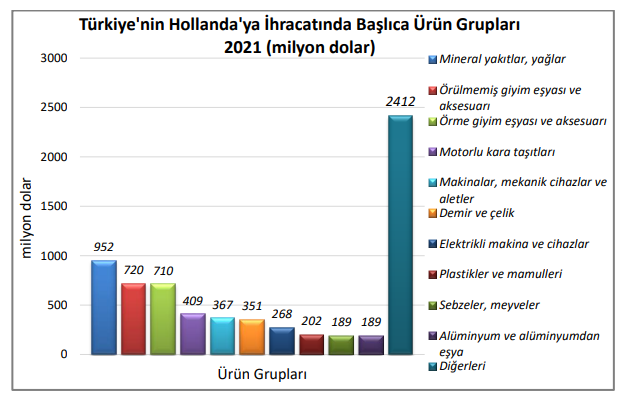 Türkiye'nin Hollanda'ya İhracatında Başlıca Ürün Grupları
2021 (milyon dolar)
milyon dolar
3000
2500
2000
1500
1000
500
0
952
720
710
409
367
351
268
202
189
189
2412
Ürün Grupları
Mineral yakıtlar, yağlar
Örülmemiş giyim eşyası ve
aksesuarı
Örme giyim eşyası ve aksesuarı
Motorlu kara taşıtları
Makinalar, mekanik cihazlar ve
aletler
Demir ve çelik
Elektrikli makina ve cihazlar
Plastikler ve mamulleri
Sebzeler, meyveler
Alüminyum ve alüminyumdan
eşya
Diğerleri